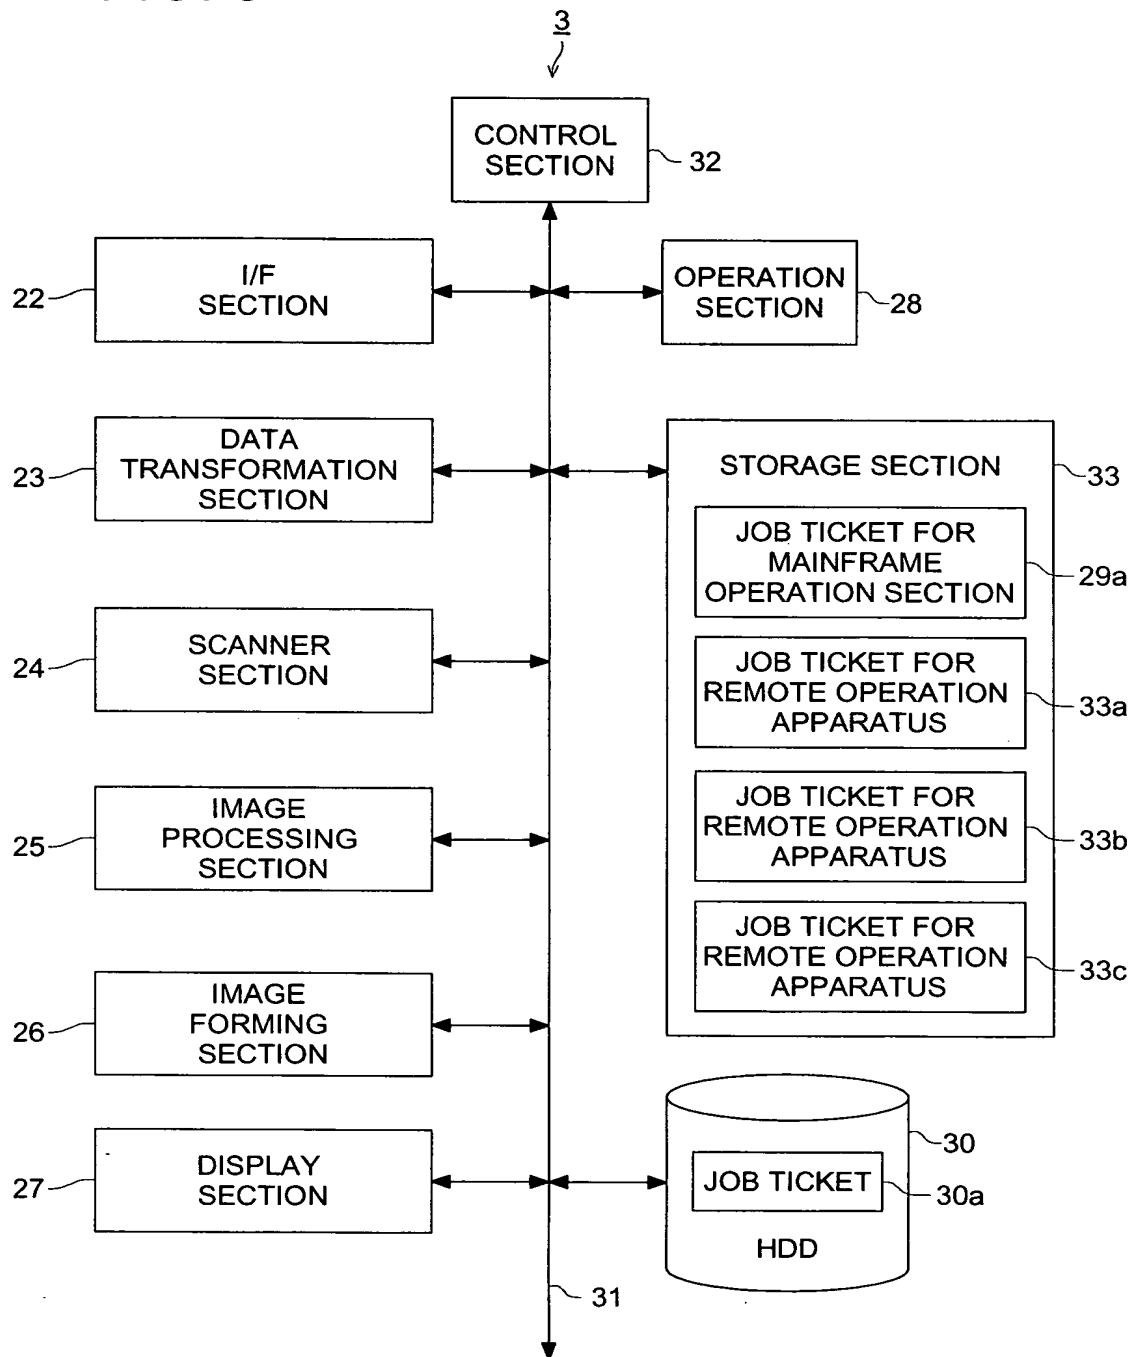 3
CONTROL
SECTION
32
I/F
SECTION
22
OPERATION
SECTION
28
DATA
TRANSFORMATION
SECTION
23
STORAGE SECTION
33
JOB TICKET FOR
MAINFRAME
OPERATION SECTION
29a
SCANNER
SECTION
24
JOB TICKET FOR
REMOTE OPERATION
APPARATUS
33a
IMAGE
PROCESSING
SECTION
25
JOB TICKET FOR
REMOTE OPERATION
APPARATUS
33b
JOB TICKET FOR
REMOTE OPERATION
APPARATUS
33c
IMAGE
FORMING
SECTION
26
DISPLAY
SECTION
27
30
JOB TICKET
30a
HDD
31